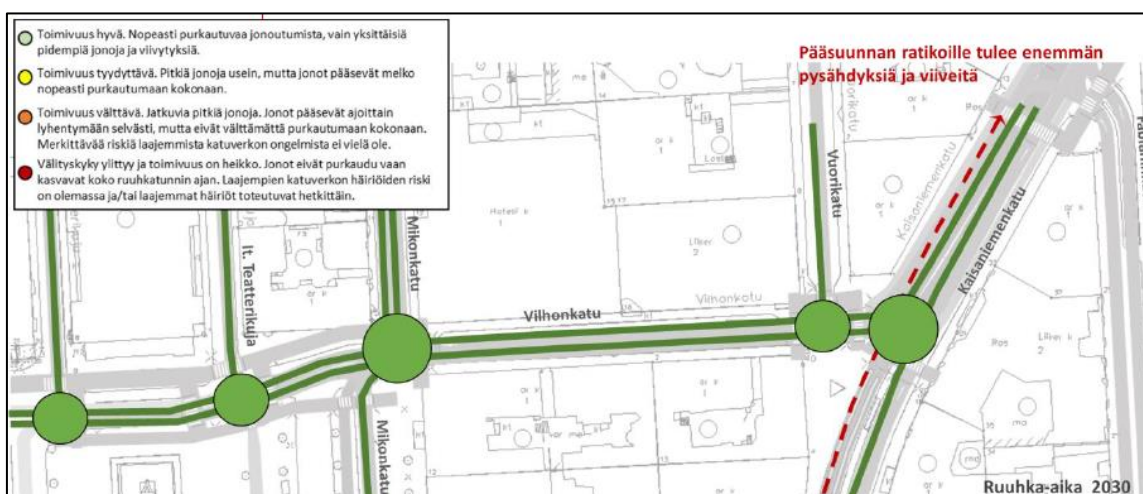 Toimivuus hyvä. Nopeasti purkautuvaa jonoutumista, vain yksittäisiä
pidempiä jonoja ja viivytyksiä.
Toimivuus tyydyttävä. Pitkiä jonoja usein, mutta jonot pääsevät melko
nopeasti purkautumaan kokonaan.
Toimivuus välttävä. Jatkuvia pitkiä jonoja. Jonot pääsevät ajoittain
lyhentymään selvästi, mutta eivät välttämättä purkautumaan kokonaan.
Merkittävää riskiä laajemmista katuverkon ongelmista ei vielä ole.
Välityskyky ylittyy ja toimivuus on heikko. Jonot eivät purkaudu vaan
kasvavat koko ruuhkatunnin ajan. Laajempien katuverkon häiriöiden riski
on olemassa ja/tai laajemmat häiriöt toteutuvat hetkittäin.
Pääsuunnan ratikoille tulee enemmän
pysähdyksiä ja viiveitä
It. Teatterikuja
Mikonkatu
Vilhonkatu
Vilhonkatu
Vuorikatu
Kaisaniemenkatu
Kaisaniemenkatu
Mikonkatu
Ruuhka-aika 2030